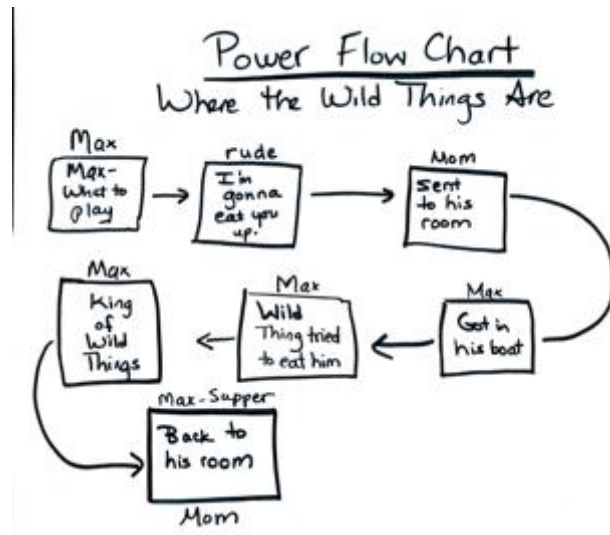 Power Flow Chart
Where the Wild Things Are
Max
Max-
What to
play
rude
I'm
gonna
eat you
up.
Mom
Sent
to his
room
Max
Got in
his boat
Max
Wild
Thing tried
to eat him
Max
King
of
Wild
Things
Max-Supper
Back to
his room
Mom